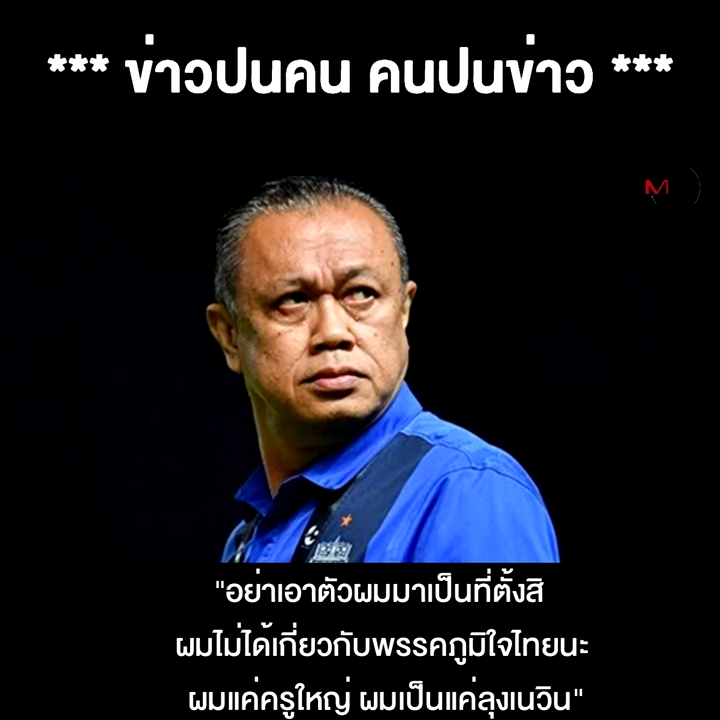 *** ข่าวปนคน คนปนข่าว ***
M
"อย่าเอาตัวผมมาเป็นที่ตั้งสิ
ผมไม่ได้เกี่ยวกับพรรคภูมิใจไทยนะ
ผมแค่ครูใหญ่ ผมเป็นแค่ลุงเนวิน"